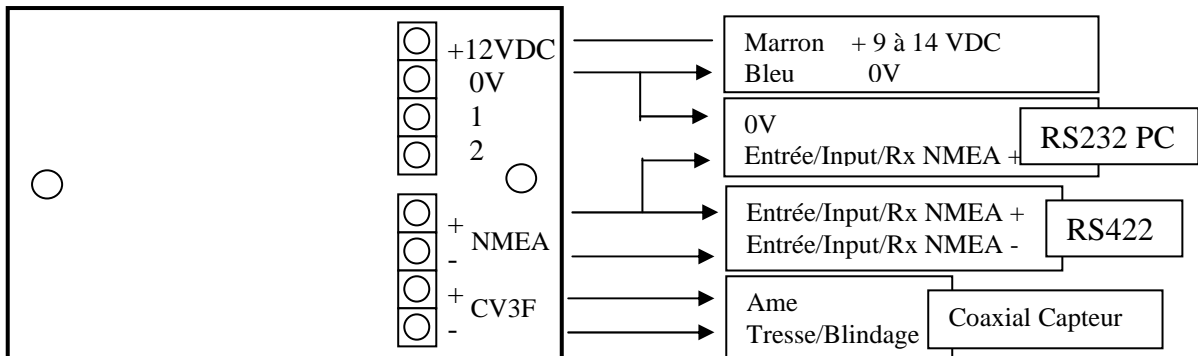 +12VDC
0V
1
2
+
NMEA
-
+
CV3F
-
Marron + 9 à 14 VDC
Bleu 0V
0V
Entrée/Input/Rx NMEA +
RS232 PC
Entrée/Input/Rx NMEA +
Entrée/Input/Rx NMEA -
RS422
Ame
Tresse/Blindage
Coaxial Capteur